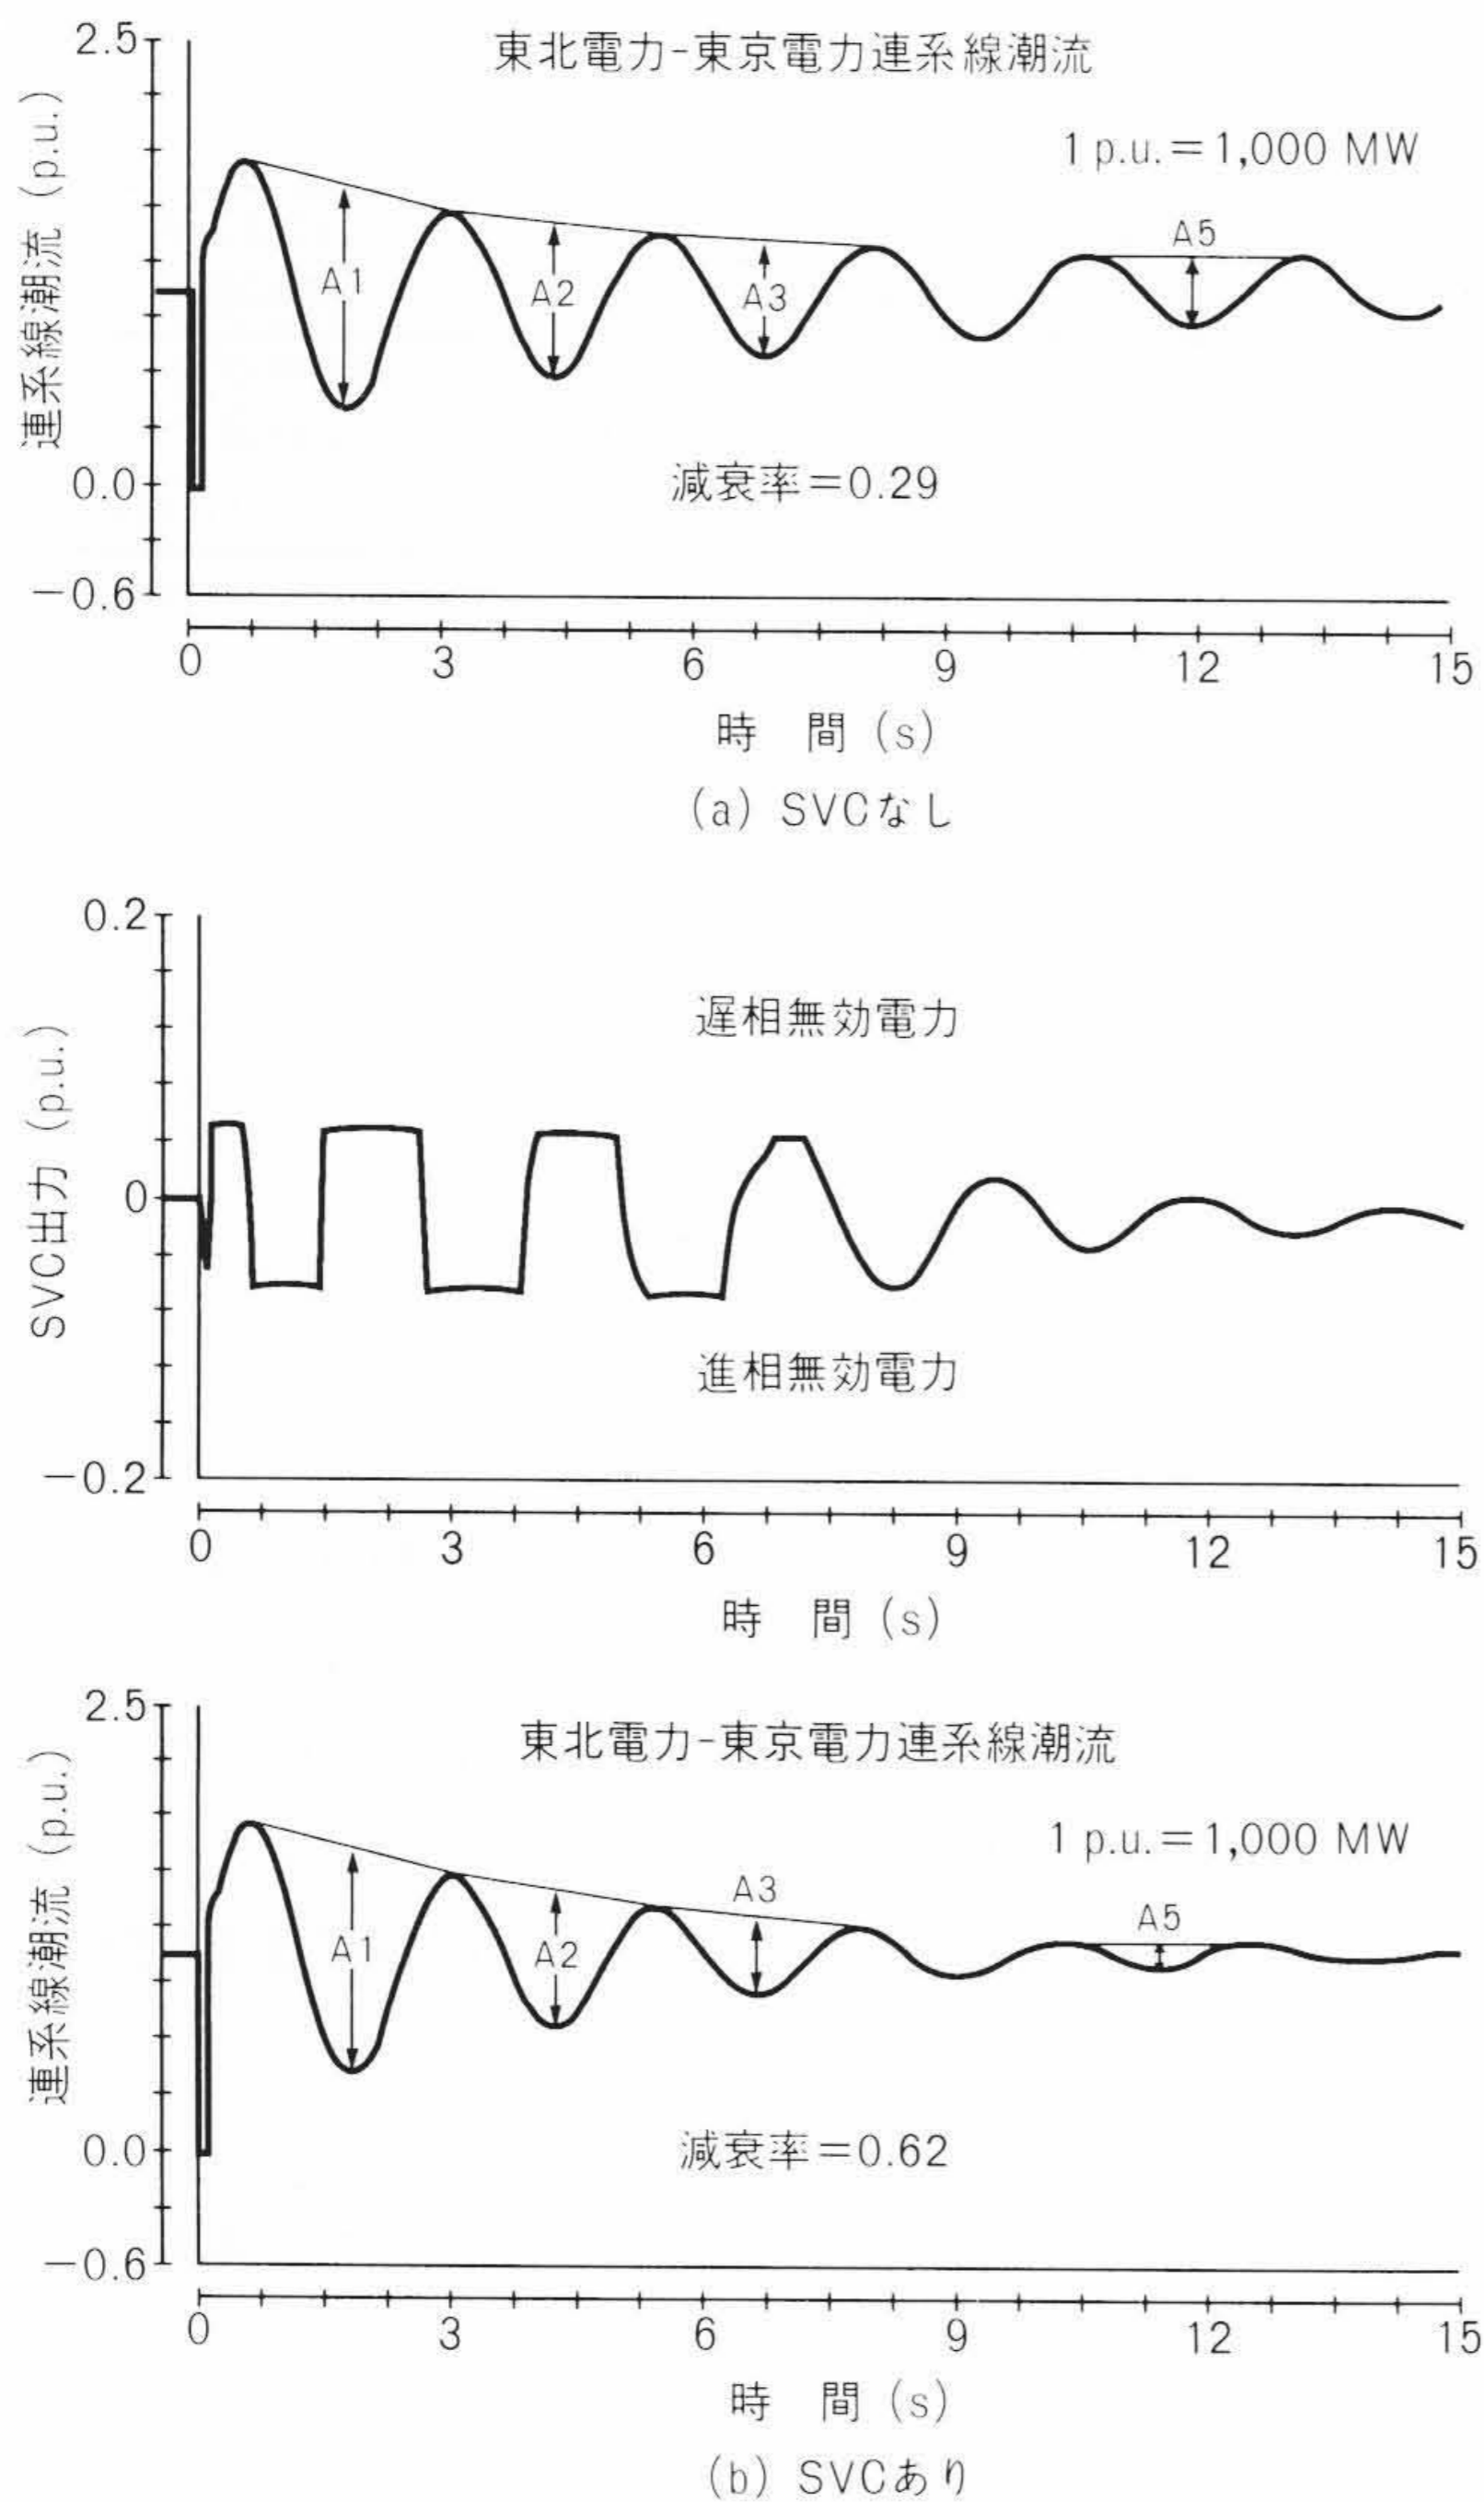 東北電力-東京電力連系線潮流
1 p.u.=1,000 MW
連系線潮流 (p.u.)
2.5
0.0
-0.6
A1
A2
A3
A5
減衰率=0.29
0 3 6 9 12 15
時 間 (s)
(a) SVCなし
SVC出力 (p.u.)
0.2
0
-0.2
遅相無効電力
進相無効電力
0 3 6 9 12 15
時 間 (s)
東北電力-東京電力連系線潮流
1 p.u.=1,000 MW
連系線潮流 (p.u.)
2.5
0.0
-0.6
A1
A2
A3
A5
減衰率=0.62
0 3 6 9 12 15
時 間 (s)
(b) SVCあり